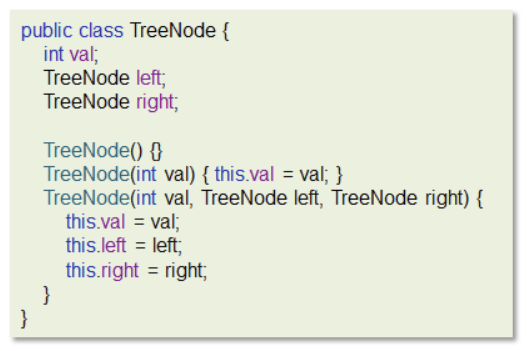 public class TreeNode {
int val;
TreeNode left;
TreeNode right;
TreeNode() {}
TreeNode(int val) { this.val = val; }
TreeNode(int val, TreeNode left, TreeNode right) {
this.val = val;
this.left = left;
this.right = right;
}
}